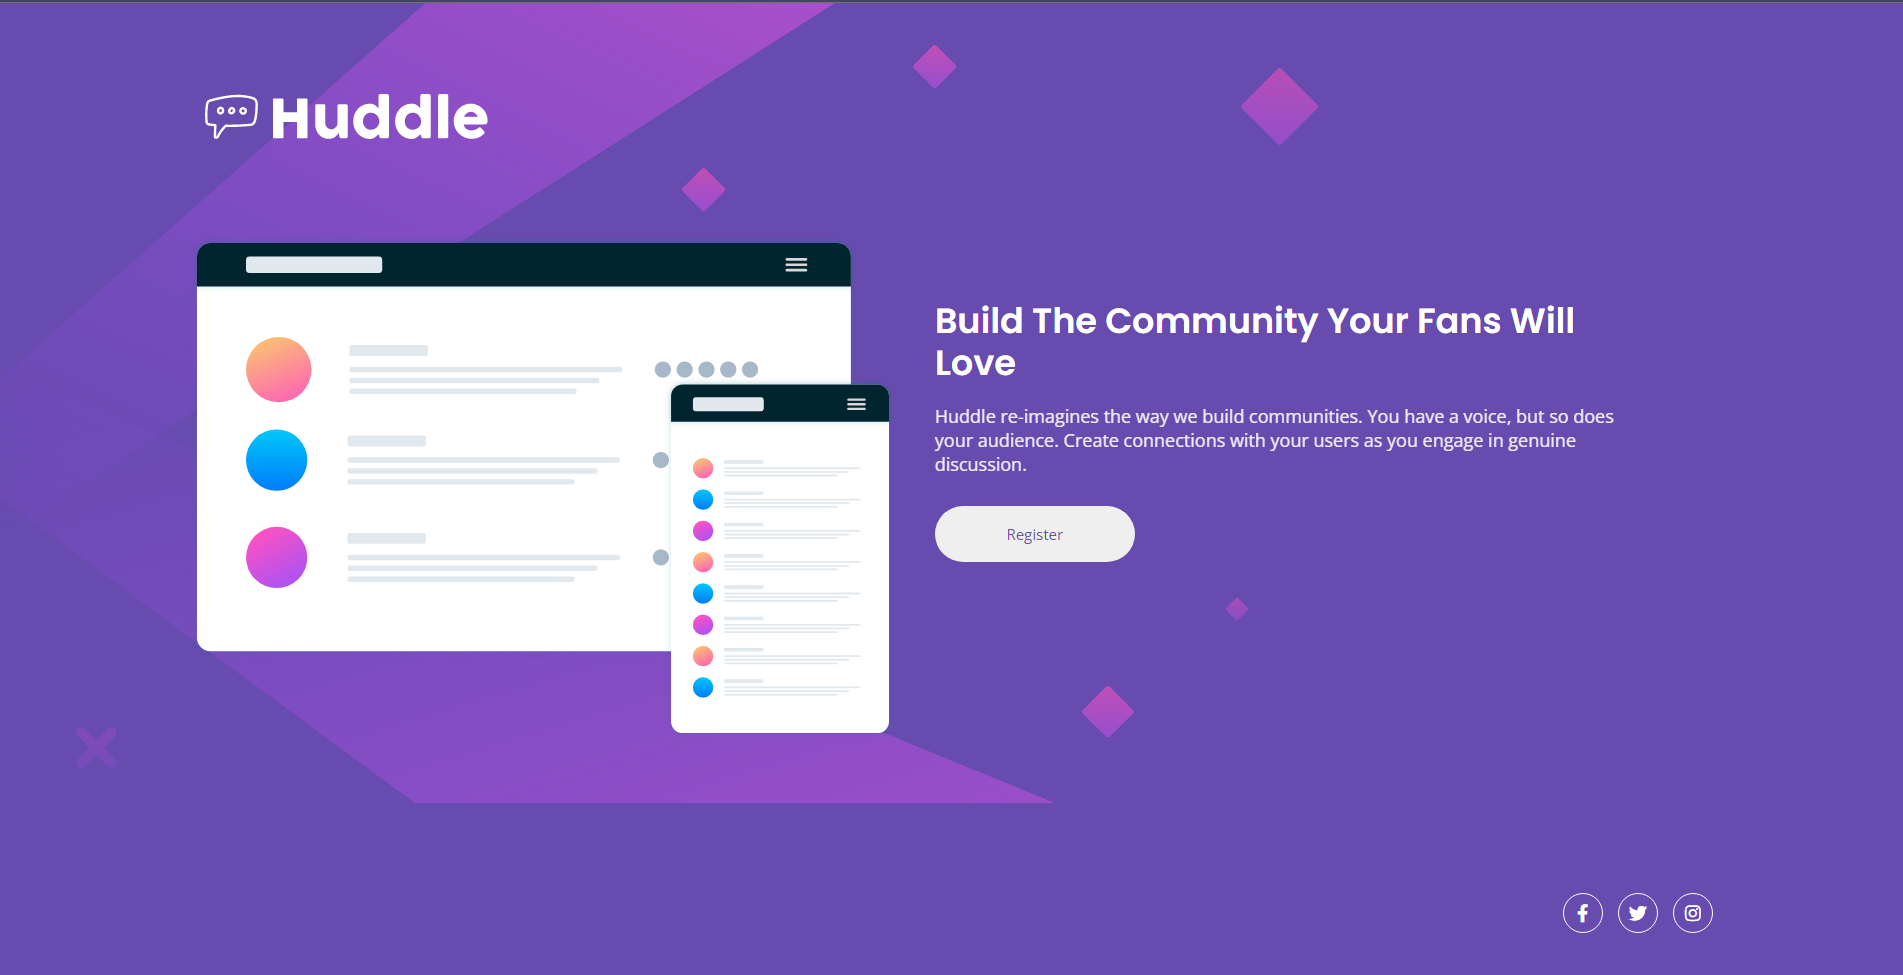 Huddle
Build The Community Your Fans Will
Love
Huddle re-imagines the way we build communities. You have a voice, but so does
your audience. Create connections with your users as you engage in genuine
discussion.
Register